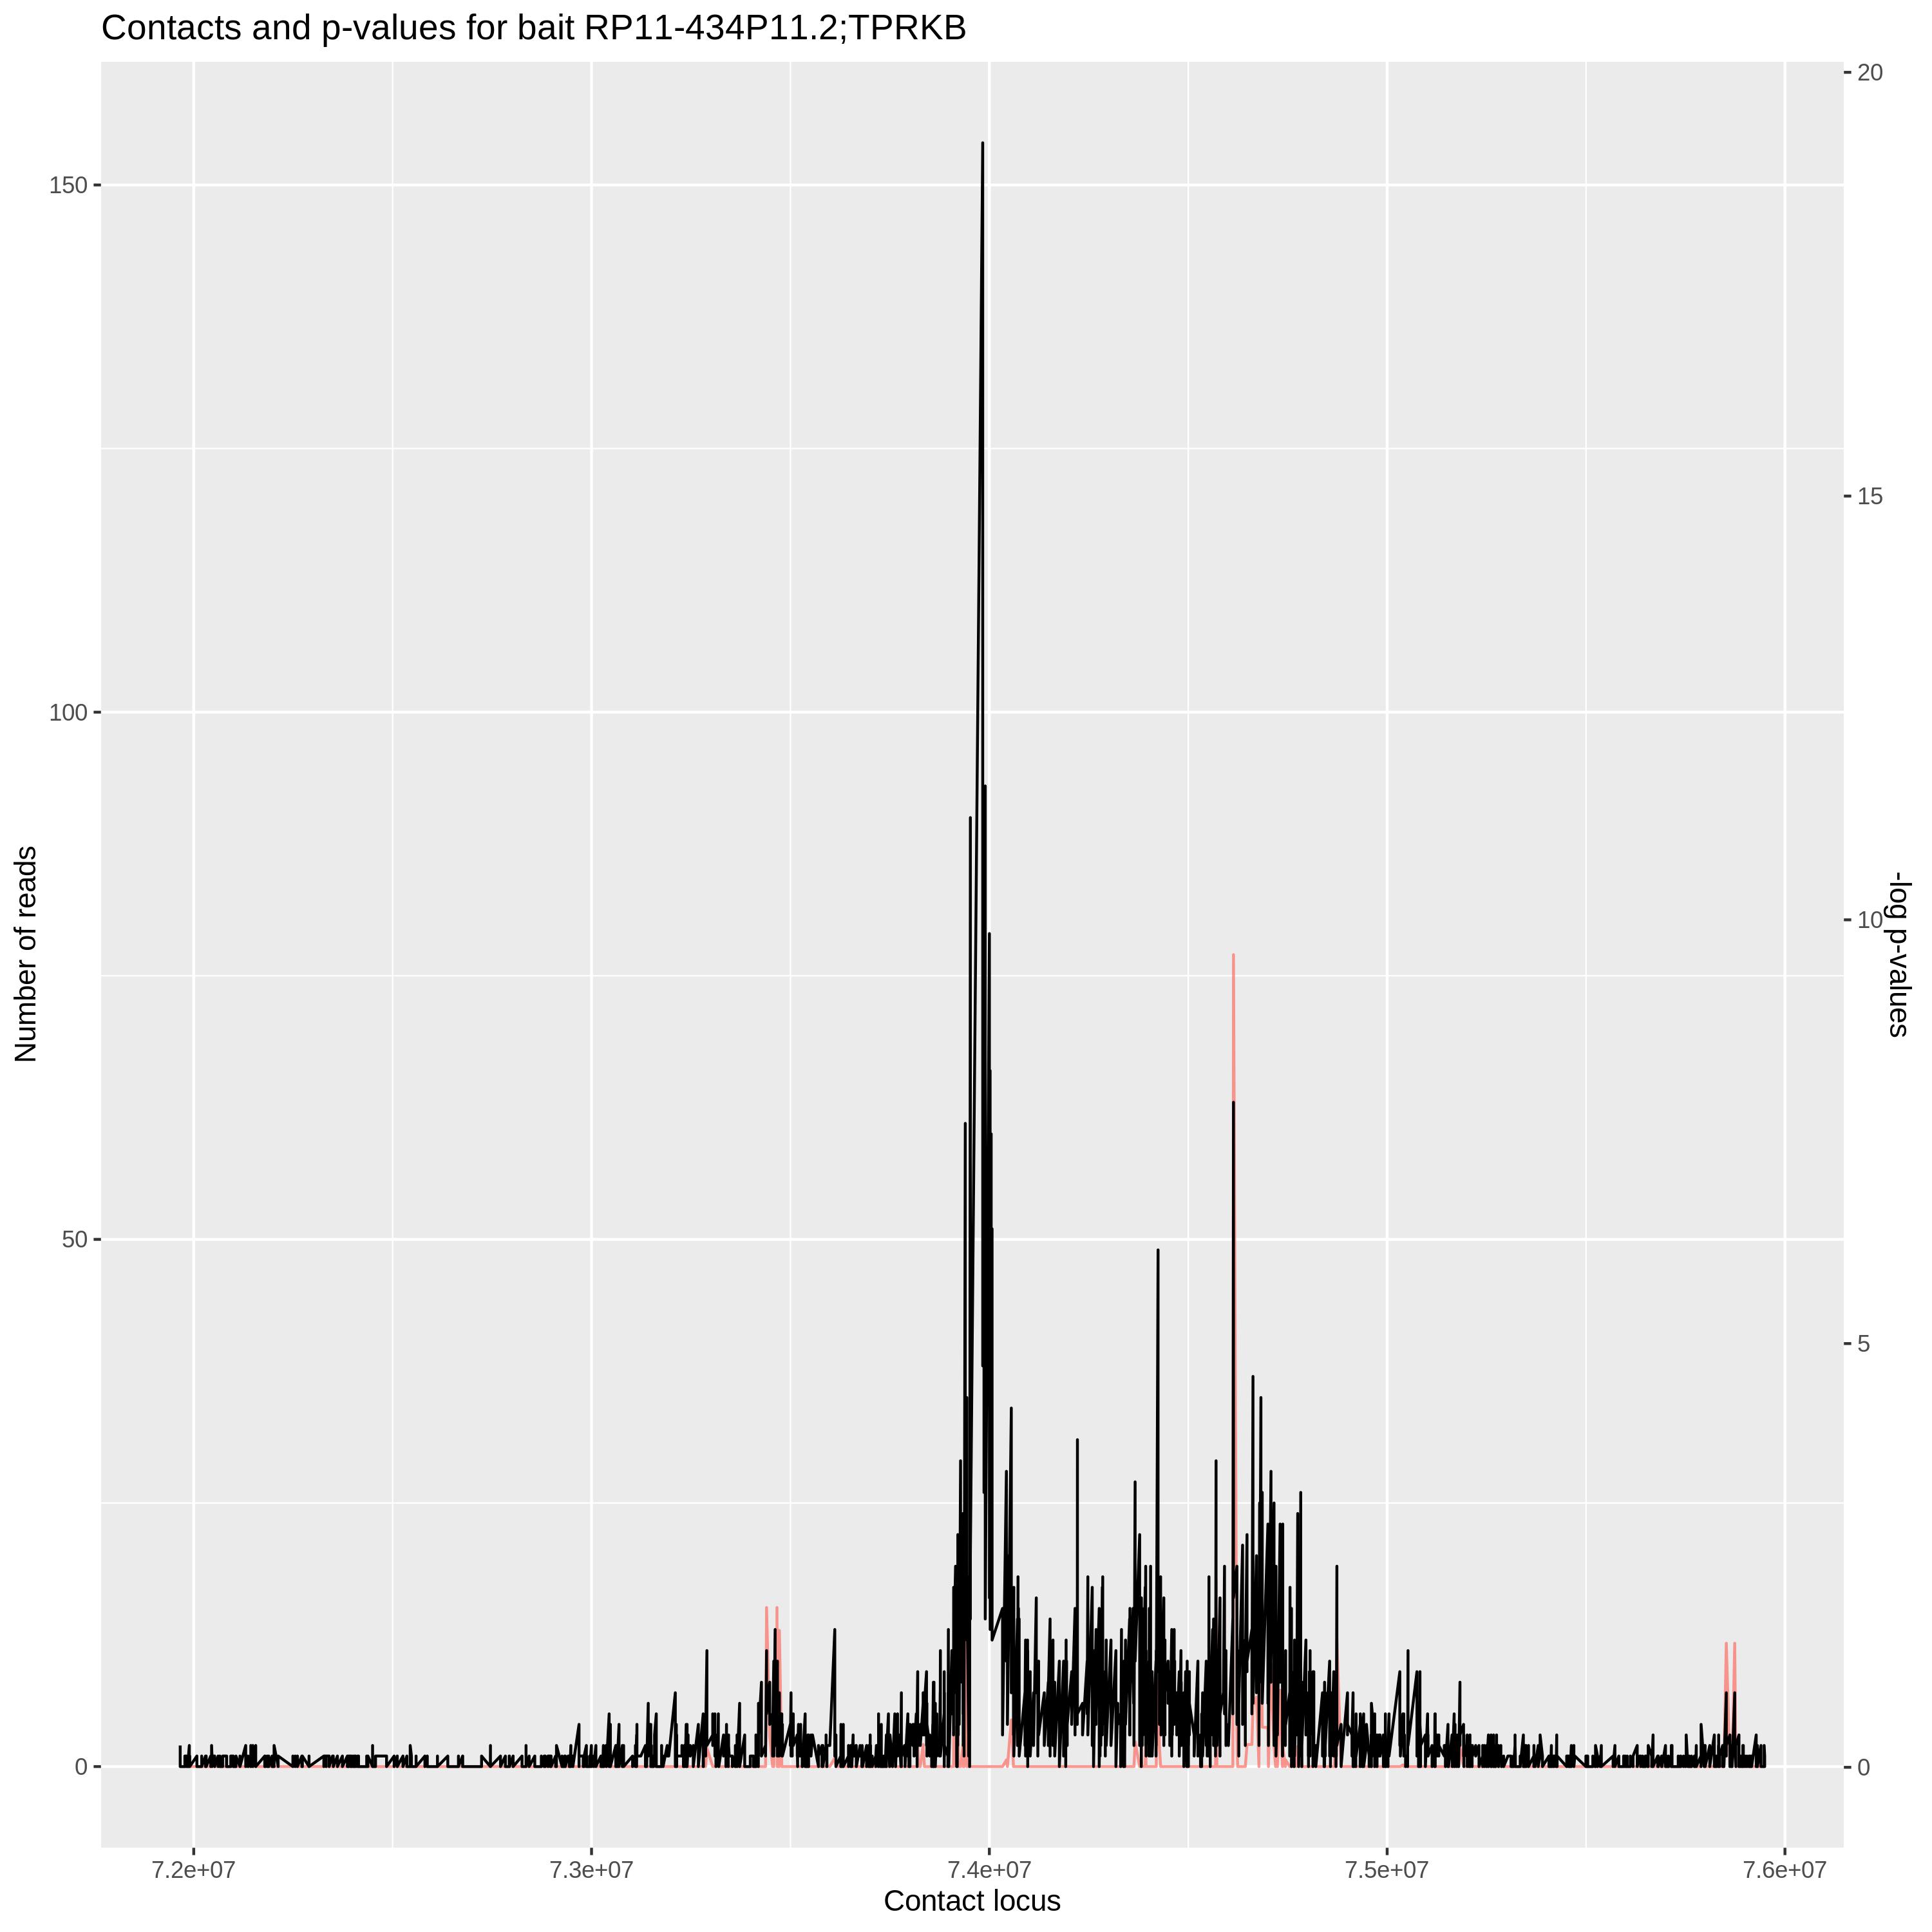 Contacts and p-values for bait RP11-434P11.2;TPRKB
Number of reads
150
100
50
0
20
15
10
5
0
-log p-values
7.2e+07
7.3e+07
7.4e+07
7.5e+07
7.6e+07
Contact locus